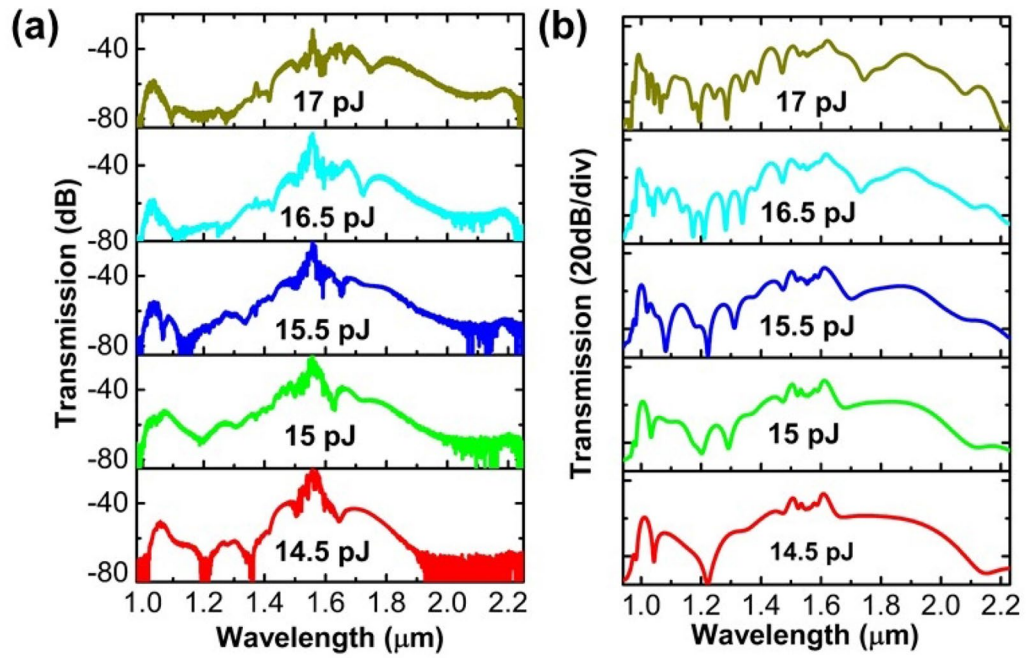 (a)
Transmission (dB)
-40
-80
17 pJ
-40
-80
16.5 pJ
-40
-80
15.5 pJ
-40
-80
15 pJ
-40
-80
14.5 pJ
1.0 1.2 1.4 1.6 1.8 2.0 2.2
Wavelength (μm)
(b)
Transmission (20dB/div)
17 pJ
16.5 pJ
15.5 pJ
15 pJ
14.5 pJ
1.0 1.2 1.4 1.6 1.8 2.0 2.2
Wavelength (μm)